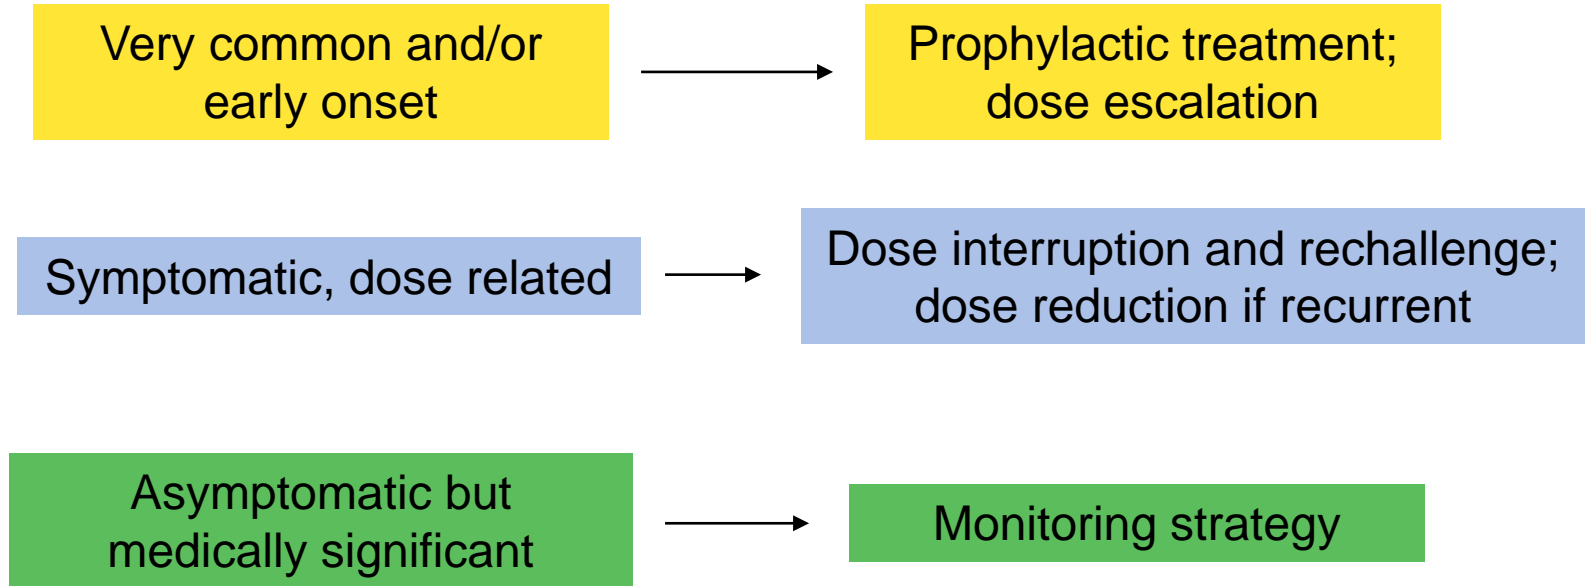 Very common and/or
early onset
Prophylactic treatment;
dose escalation
Symptomatic, dose related
Dose interruption and rechallenge;
dose reduction if recurrent
Asymptomatic but
medically significant
Monitoring strategy